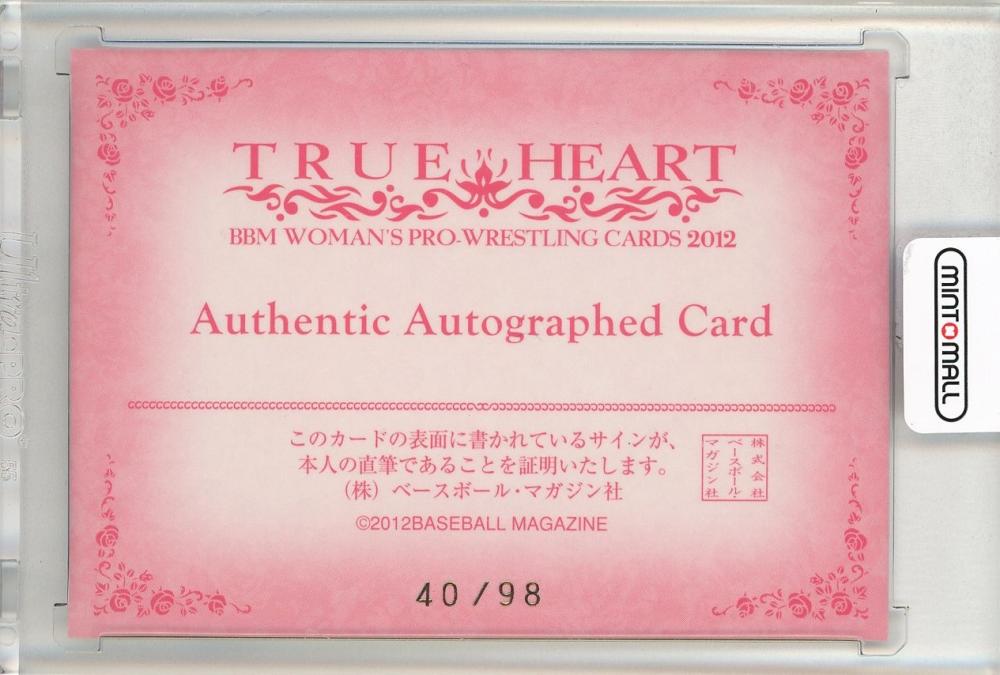 TRUE HEART
BBM WOMAN'S PRO-WRESTLING CARDS 2012
Authentic Autographed Card
このカードの表面に書かれているサインが、
本人の直筆であることを証明いたします。
（株）ベースボール・マガジン社
株式会社
ベースボール・
マガジン社
©2012BASEBALL MAGAZINE
40/98
MINTOMALL
Ultra PRO®